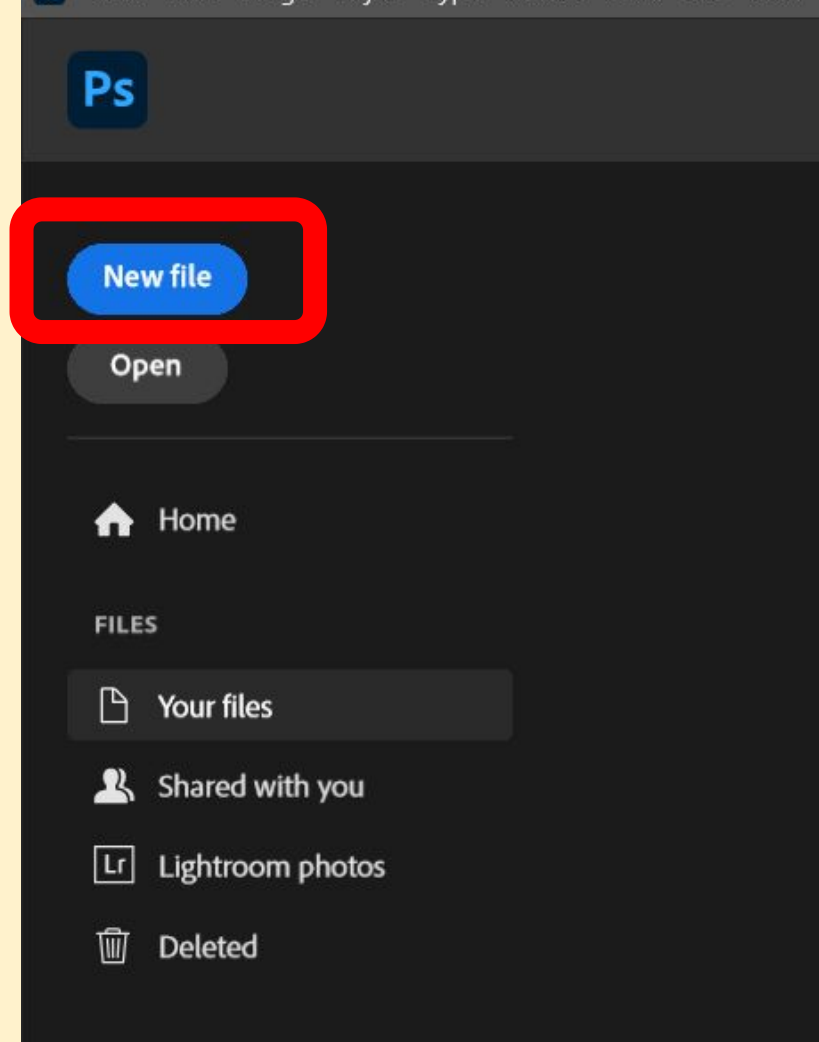 Ps
New file
Open
Home
FILES
Your files
Shared with you
Lr Lightroom photos
Deleted